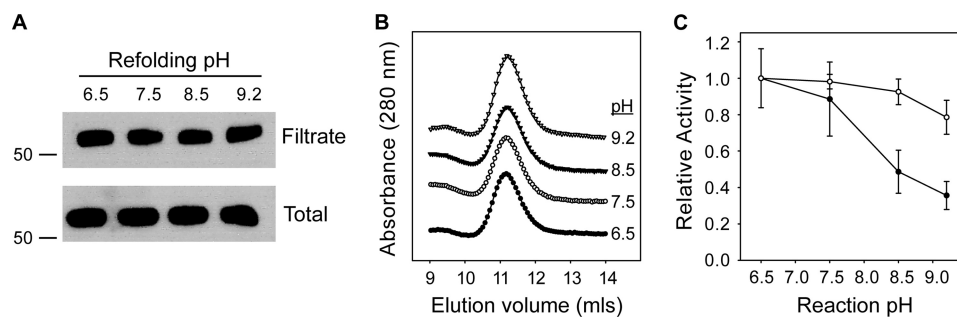 A
Refolding pH
6.5 7.5 8.5 9.2
Filtrate
50
Total
50
B
Absorbance (280 nm)
pH
9.2
8.5
7.5
6.5
9 10 11 12 13 14
Elution volume (mls)
C
Relative Activity
1.2
1.0
0.8
0.6
0.4
0.2
0.0
6.5 7.0 7.5 8.0 8.5 9.0
Reaction pH